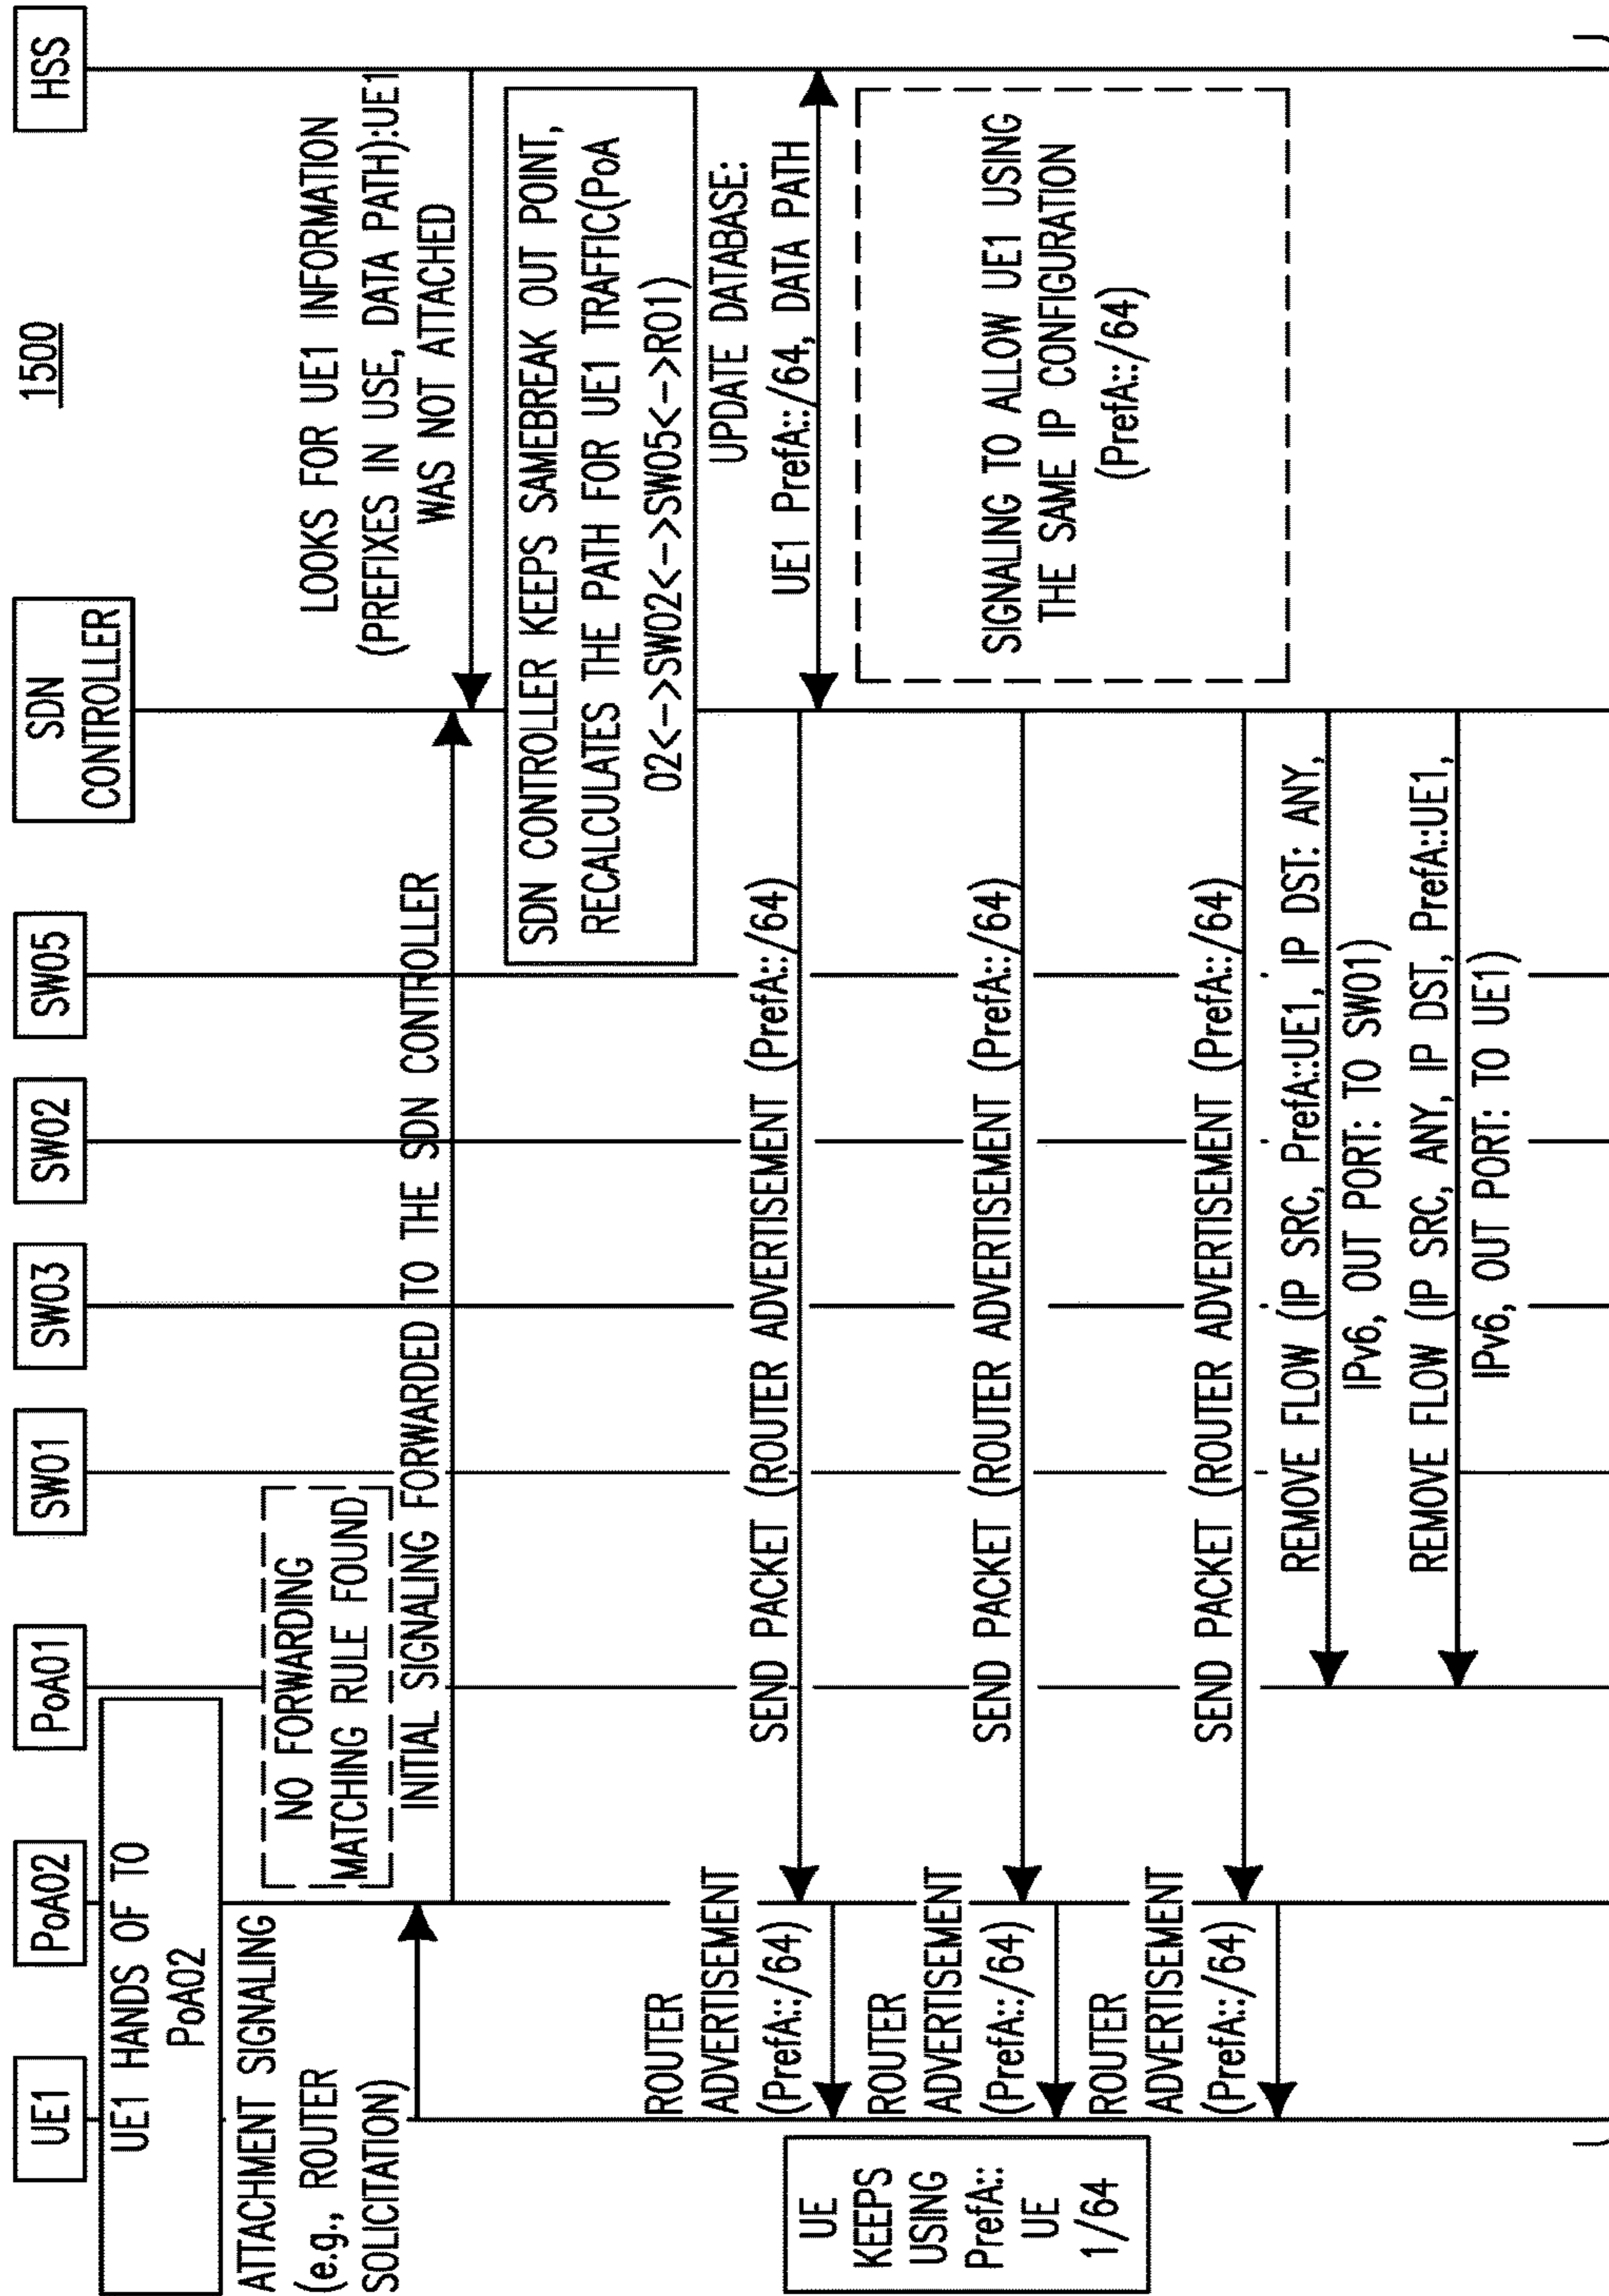 1500
UE1
PoA02
PoA01
SW01
SW03
SW02
SW05
SDN
CONTROLLER
HSS
UE1 HANDS OF TO
PoA02
ATTACHMENT SIGNALING
(e.g., ROUTER
SOLICITATION)
NO FORWARDING
MATCHING RULE FOUND
INITIAL SIGNALING FORWARDED TO THE SDN CONTROLLER
LOOKS FOR UE1 INFORMATION
(PREFIXES IN USE, DATA PATH):UE1
WAS NOT ATTACHED
SDN CONTROLLER KEEPS SAMEBREAK OUT POINT,
RECALCULATES THE PATH FOR UE1 TRAFFIC(PoA
02<->SW02<->SW05<->R01)
UPDATE DATABASE:
UE1 PrefA::/64, DATA PATH
SIGNALING TO ALLOW UE1 USING
THE SAME IP CONFIGURATION
(PrefA::/64)
SEND PACKET (ROUTER ADVERTISEMENT (PrefA::/64)
ROUTER
ADVERTISEMENT
(PrefA::/64)
UE
KEEPS
USING
PrefA::
UE
1/64
SEND PACKET (ROUTER ADVERTISEMENT (PrefA::/64)
ROUTER
ADVERTISEMENT
(PrefA::/64)
SEND PACKET (ROUTER ADVERTISEMENT (PrefA::/64)
ROUTER
ADVERTISEMENT
(PrefA::/64)
REMOVE FLOW (IP SRC, PrefA::UE1, IP DST: ANY,
IPv6, OUT PORT: TO SW01)
REMOVE FLOW (IP SRC, ANY, IP DST, PrefA::UE1,
IPv6, OUT PORT: TO UE1)